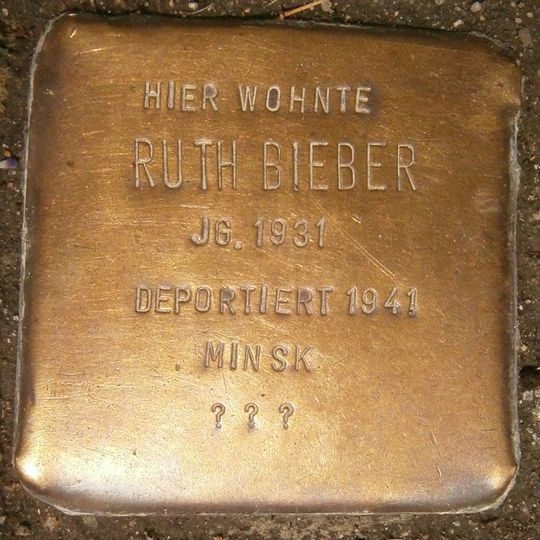 HIER WOHNTE
RUTH BIEBER
JG. 1931
DEPORTIERT 1941
MINSK
? ? ?